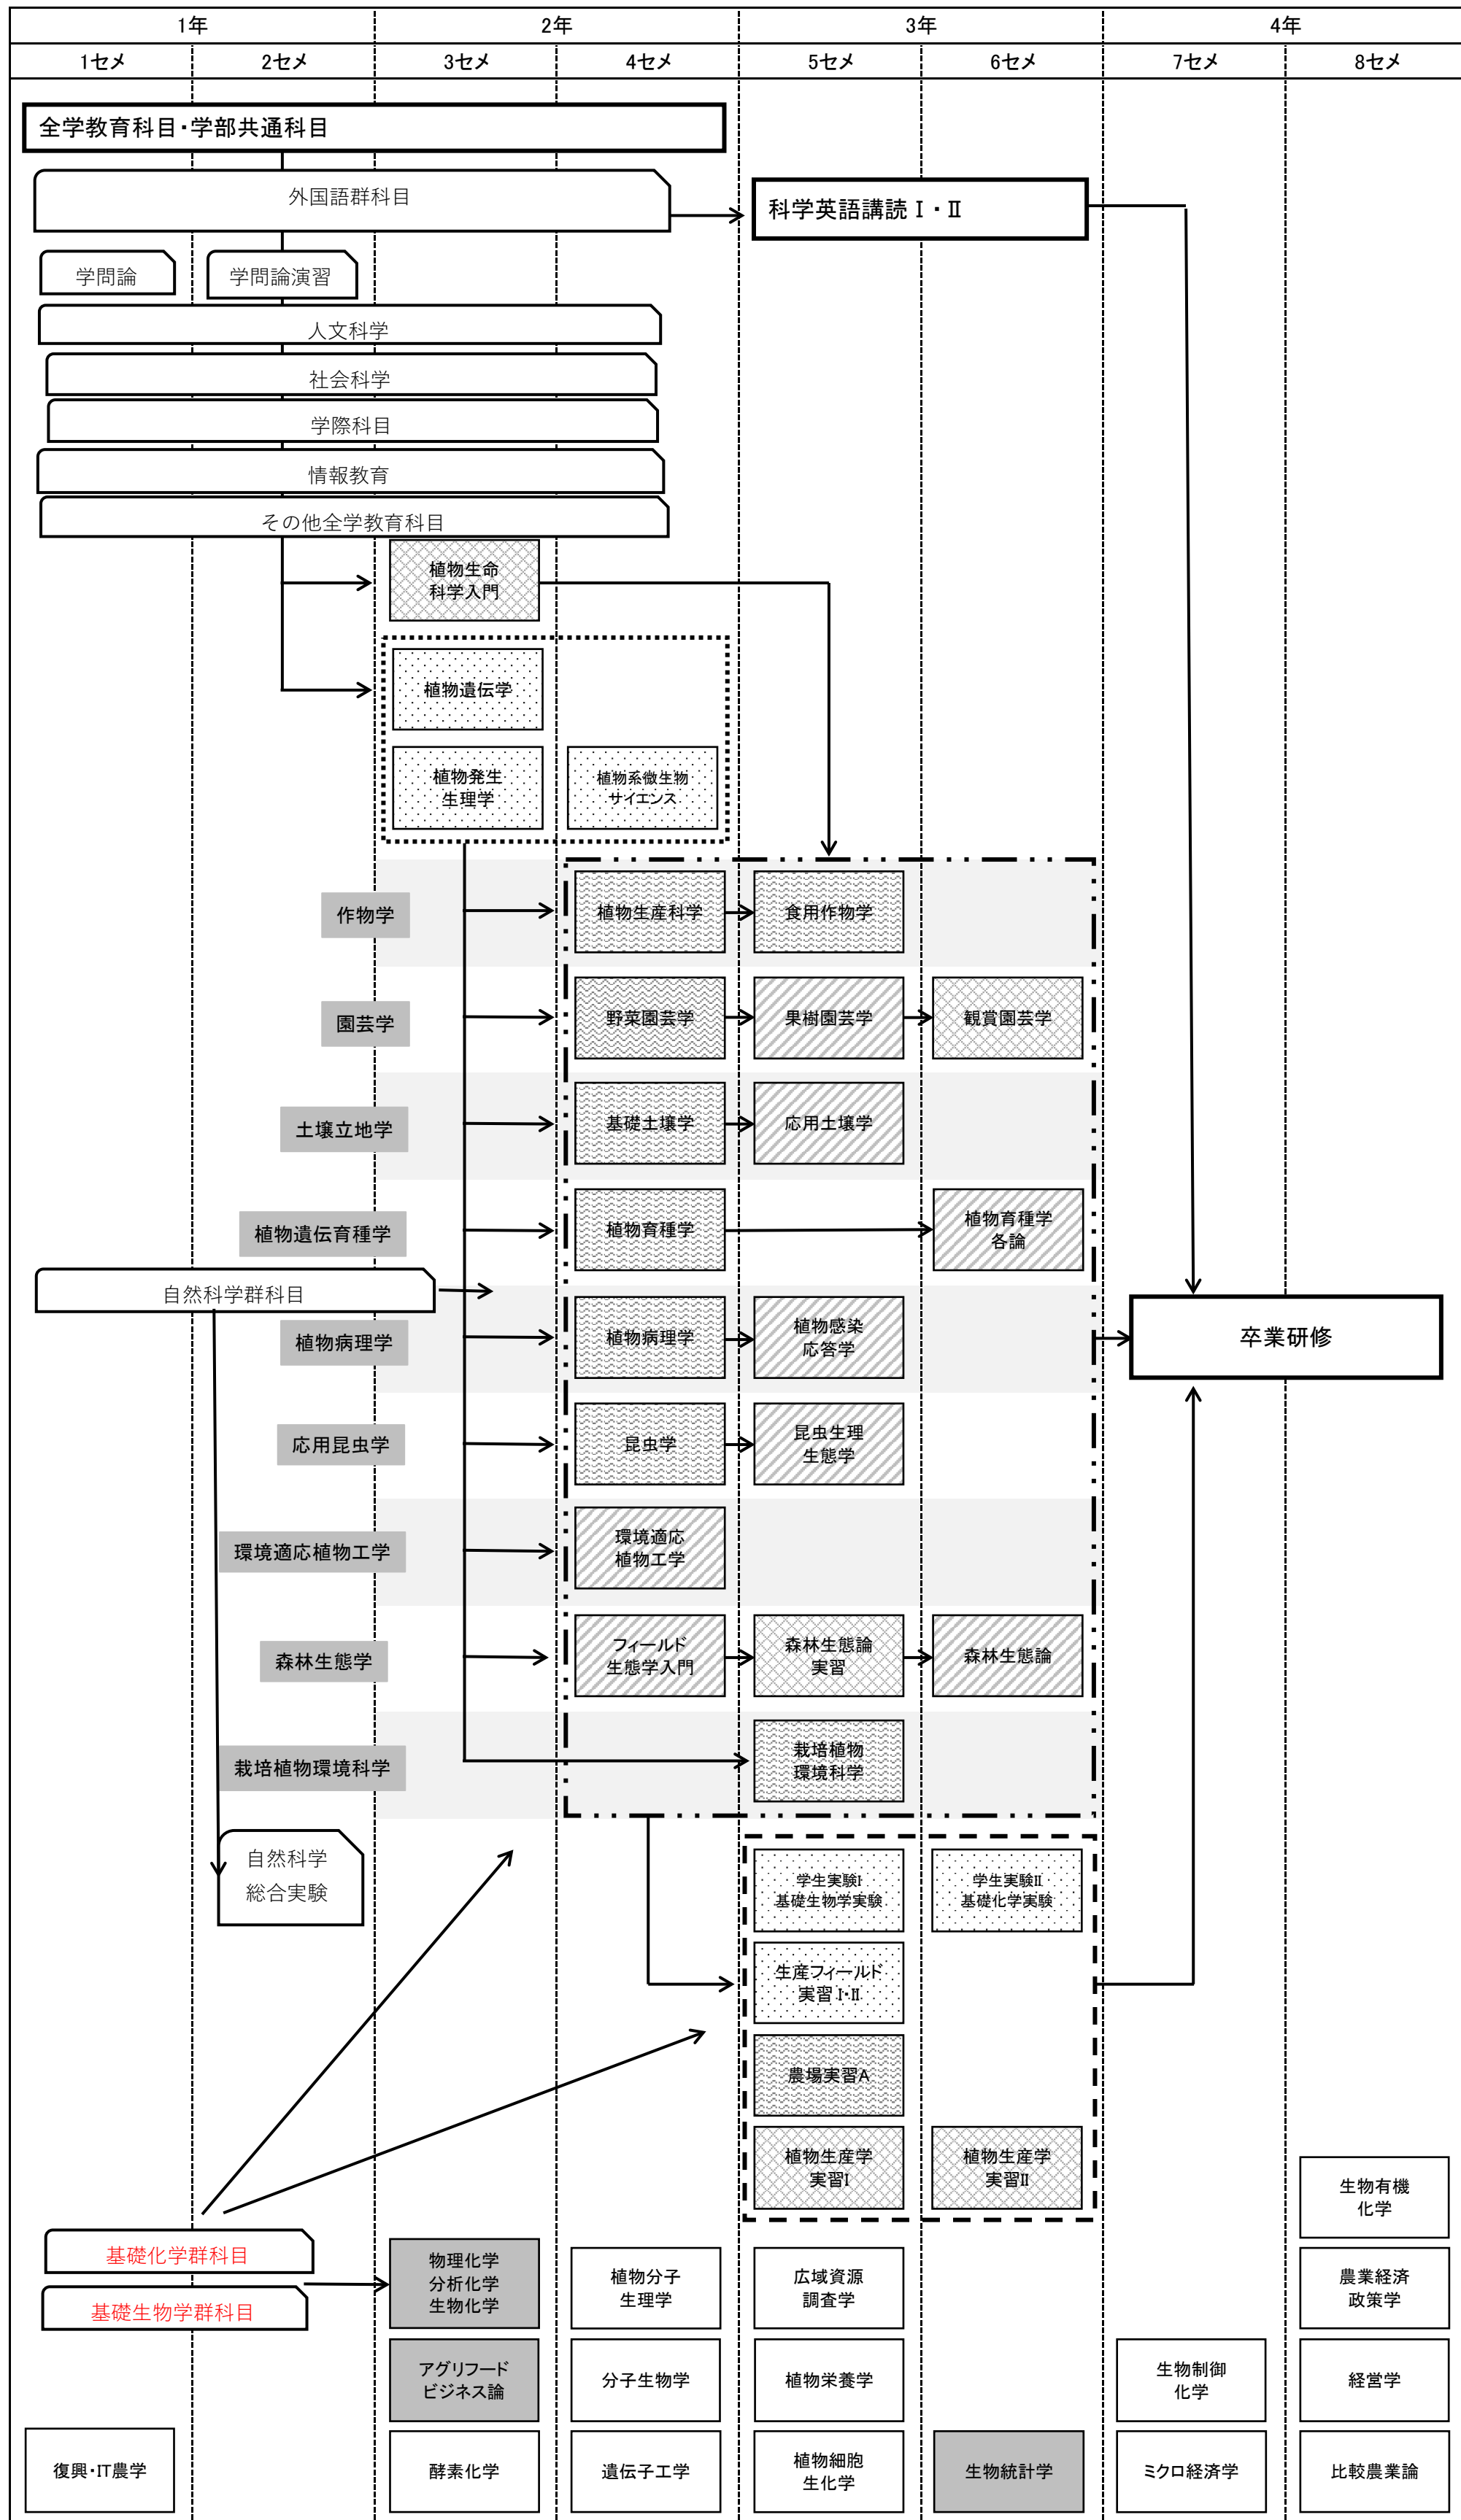 1年
2年
3年
4年
1セメ
2セメ
3セメ
4セメ
5セメ
6セメ
7セメ
8セメ
全学教育科目・学部共通科目
外国語群科目
科学英語講読Ⅰ・Ⅱ
学問論
学問論演習
人文科学
社会科学
学際科目
情報教育
その他全学教育科目
植物生命
科学入門
植物遺伝学
植物発生
生理学
植物系微生物
サイエンス
作物学
植物生産科学
食用作物学
園芸学
野菜園芸学
果樹園芸学
観賞園芸学
土壌立地学
基礎土壌学
応用土壌学
植物遺伝育種学
植物育種学
植物育種学
各論
自然科学群科目
植物病理学
植物病理学
植物感染
応答学
卒業研修
応用昆虫学
昆虫学
昆虫生理
生態学
環境適応植物工学
環境適応
植物工学
森林生態学
フィールド
生態学入門
森林生態論
実習
森林生態論
栽培植物環境科学
栽培植物
環境科学
自然科学
総合実験
学生実験Ⅰ
基礎生物学実験
学生実験Ⅱ
基礎化学実験
生産フィールド
実習Ⅰ・Ⅱ
農場実習A
植物生産学
実習Ⅰ
植物生産学
実習Ⅱ
生物有機
化学
基礎化学群科目
基礎生物学群科目
物理化学
分析化学
生物化学
植物分子
生理学
広域資源
調査学
農業経済
政策学
アグリフード
ビジネス論
分子生物学
植物栄養学
生物制御
化学
経営学
復興・IT農学
酵素化学
遺伝子工学
植物細胞
生化学
生物統計学
ミクロ経済学
比較農業論